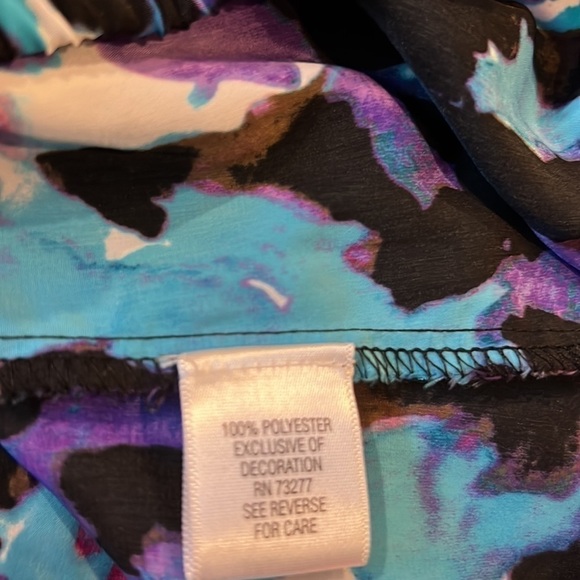 100% POLYESTER
EXCLUSIVE OF
DECORATION
RN 73277
SEE REVERSE
FOR CARE